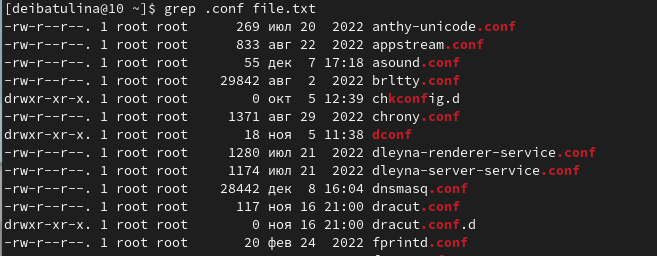 [deibatulina@10 ~]$ grep .conf file.txt
-rw-r--r--. 1 root root 269 июл 20 2022 anthy-unicode.conf
-rw-r--r--. 1 root root 833 авг 22 2022 appstream.conf
-rw-r--r--. 1 root root 55 дек 7 17:18 asound.conf
-rw-r--r--. 1 root root 29842 авг 2 2022 brltty.conf
drwxr-xr-x. 1 root root 0 окт 5 12:39 chkconfig.d
-rw-r--r--. 1 root root 1371 авг 29 2022 chrony.conf
drwxr-xr-x. 1 root root 18 ноя 5 11:38 dconf
-rw-r--r--. 1 root root 1280 июл 21 2022 dleyna-renderer-service.conf
-rw-r--r--. 1 root root 1174 июл 21 2022 dleyna-server-service.conf
-rw-r--r--. 1 root root 28442 дек 8 16:04 dnsmasq.conf
-rw-r--r--. 1 root root 117 ноя 16 21:00 dracut.conf
drwxr-xr-x. 1 root root 0 ноя 16 21:00 dracut.conf.d
-rw-r--r--. 1 root root 20 фев 24 2022 fprintd.conf